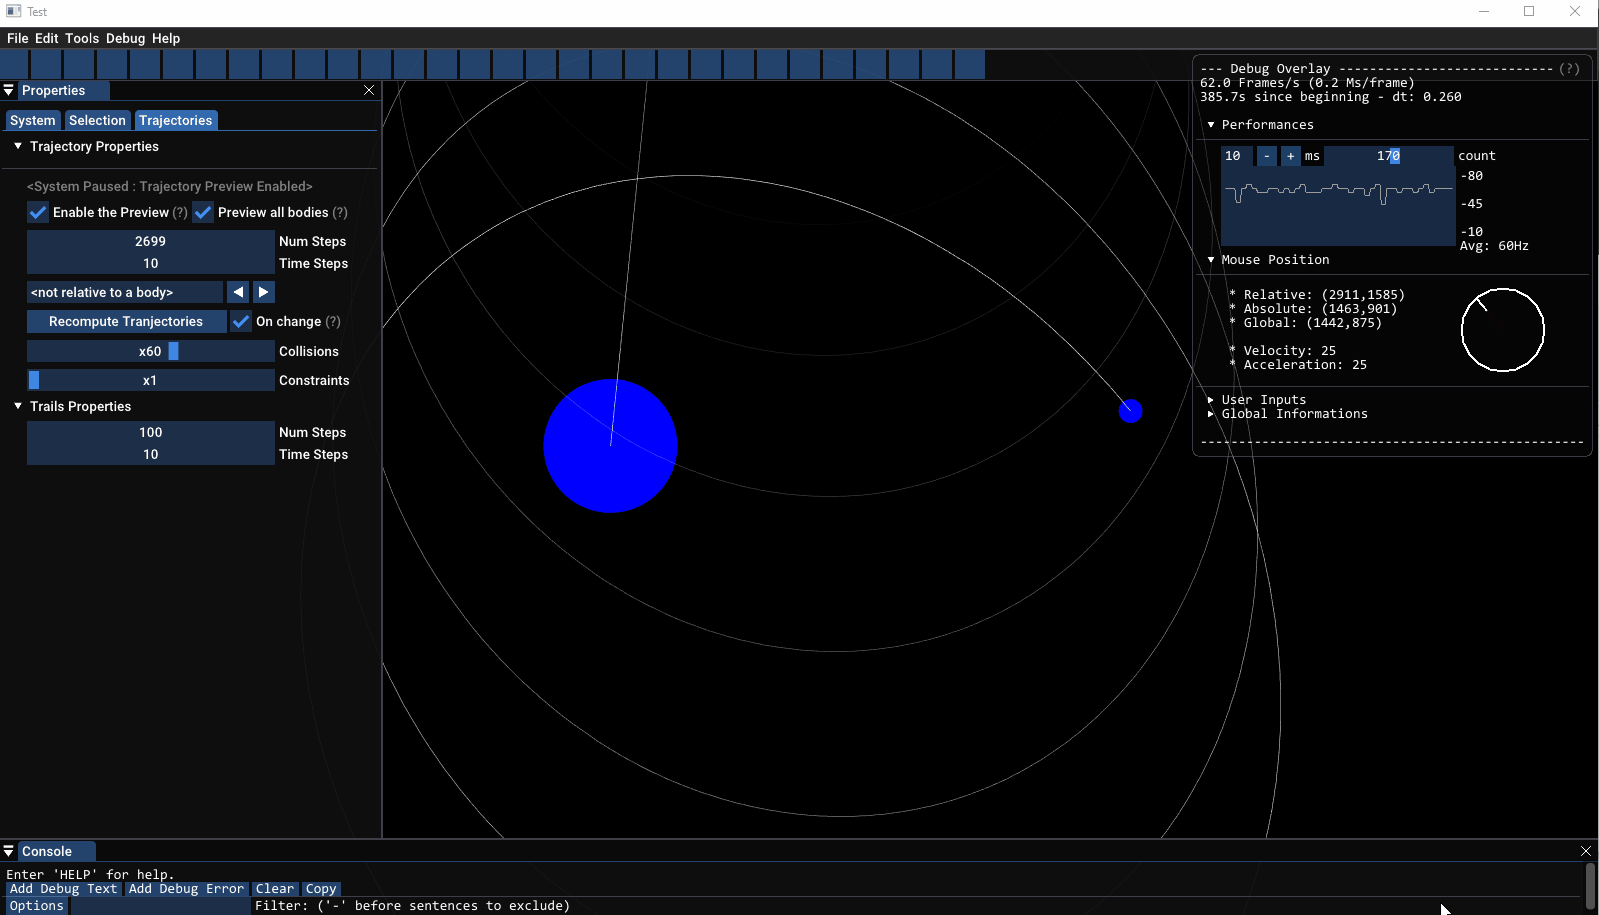 Test
File Edit Tools Debug Help
Properties
System Selection Trajectories
Trajectory Properties
<System Paused : Trajectory Preview Enabled>
Enable the Preview (?) Preview all bodies (?)
2699 Num Steps
10 Time Steps
<not relative to a body>
Recompute Tranjectories On change (?)
x60 Collisions
x1 Constraints
Trails Properties
100 Num Steps
10 Time Steps
--- Debug Overlay --------------------------- (?)
62.0 Frames/s (0.2 Ms/frame)
385.7s since beginning - dt: 0.260
Performances
10 - + ms 170 count
-80
-45
-10
Avg: 60Hz
Mouse Position
* Relative: (2911,1585)
* Absolute: (1463,901)
* Global: (1442,875)
* Velocity: 25
* Acceleration: 25
User Inputs
Global Informations
------------------------------------------------
Console
Enter 'HELP' for help.
Add Debug Text Add Debug Error Clear Copy
Options Filter: ('-' before sentences to exclude)